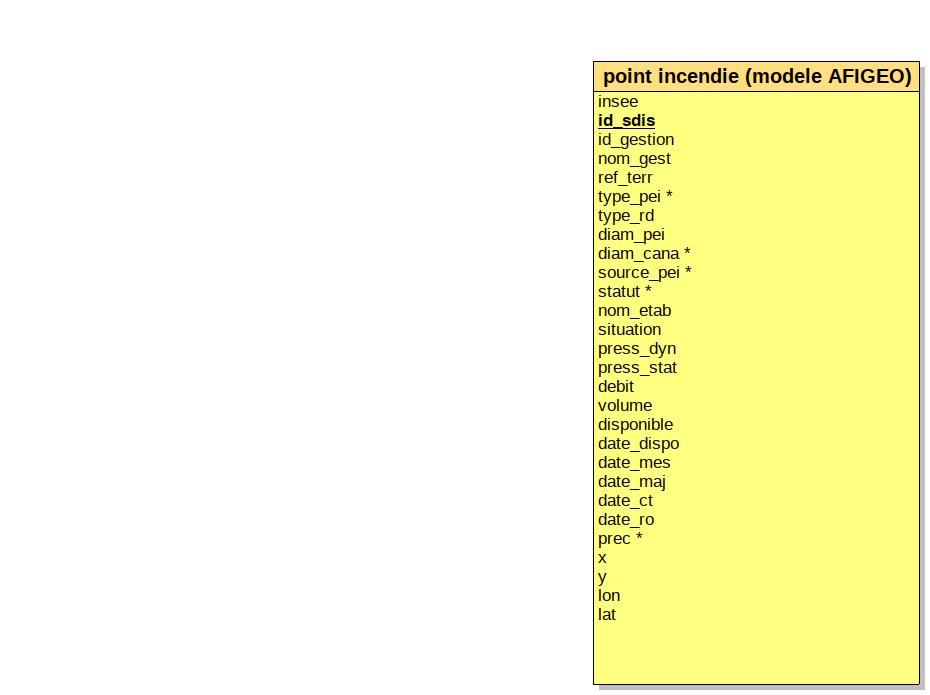 point incendie (modele AFIGEO)
insee
id_sdis
id_gestion
nom_gest
ref_terr
type_pei *
type_rd
diam_pei
diam_cana *
source_pei *
statut *
nom_etab
situation
press_dyn
press_stat
debit
volume
disponible
date_dispo
date_mes
date_maj
date_ct
date_ro
prec *
x
y
lon
lat